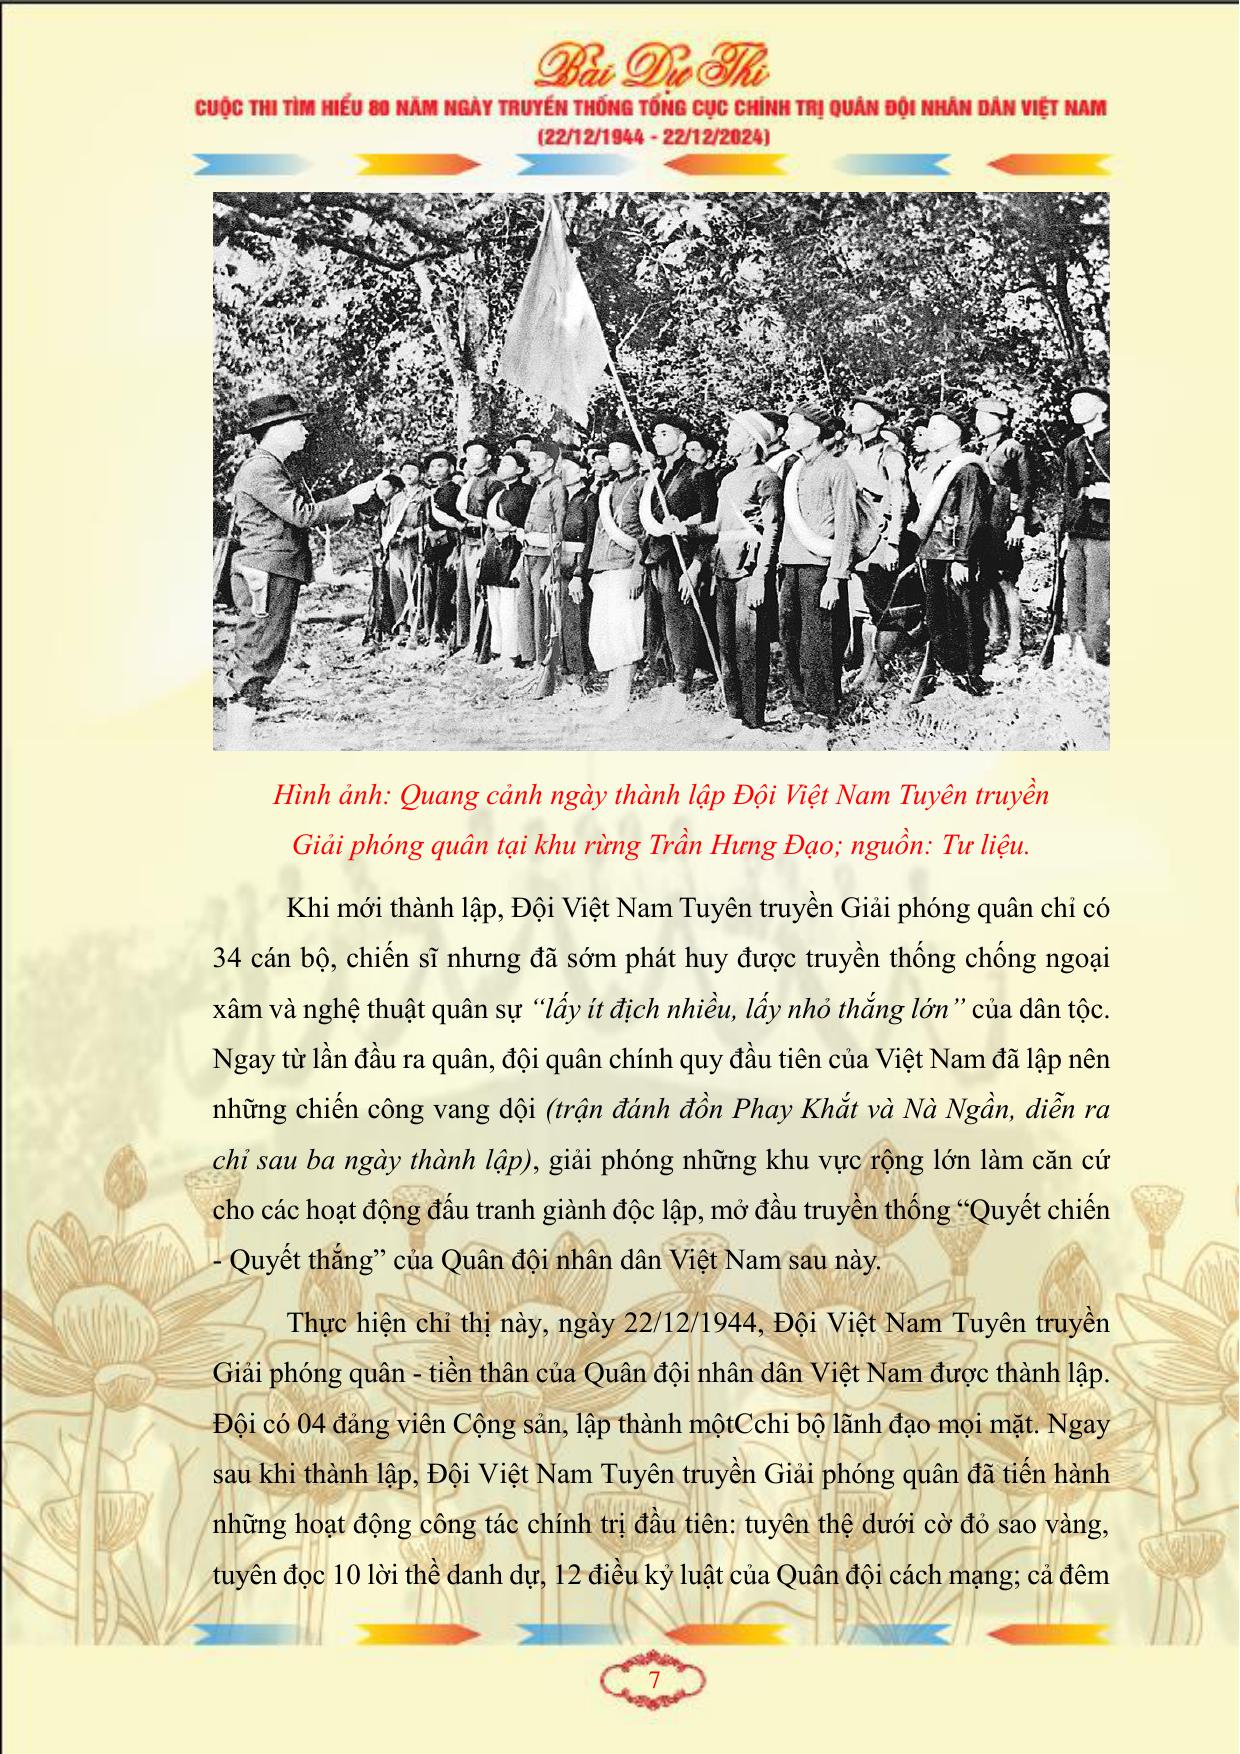 Bài Dự Thi
CUỘC THI TÌM HIỂU 80 NĂM NGÀY TRUYỀN THỐNG TỔNG CỤC CHÍNH TRỊ QUÂN ĐỘI NHÂN DÂN VIỆT NAM
(22/12/1944 - 22/12/2024)
Hình ảnh: Quang cảnh ngày thành lập Đội Việt Nam Tuyên truyền
Giải phóng quân tại khu rừng Trần Hưng Đạo; nguồn: Tư liệu.
Khi mới thành lập, Đội Việt Nam Tuyên truyền Giải phóng quân chỉ có
34 cán bộ, chiến sĩ nhưng đã sớm phát huy được truyền thống chống ngoại
xâm và nghệ thuật quân sự “lấy ít địch nhiều, lấy nhỏ thắng lớn” của dân tộc.
Ngay từ lần đầu ra quân, đội quân chính quy đầu tiên của Việt Nam đã lập nên
những chiến công vang dội (trận đánh đồn Phay Khắt và Nà Ngần, diễn ra
chỉ sau ba ngày thành lập), giải phóng những khu vực rộng lớn làm căn cứ
cho các hoạt động đấu tranh giành độc lập, mở đầu truyền thống “Quyết chiến
- Quyết thắng” của Quân đội nhân dân Việt Nam sau này.
Thực hiện chỉ thị này, ngày 22/12/1944, Đội Việt Nam Tuyên truyền
Giải phóng quân - tiền thân của Quân đội nhân dân Việt Nam được thành lập.
Đội có 04 đảng viên Cộng sản, lập thành mộtCchi bộ lãnh đạo mọi mặt. Ngay
sau khi thành lập, Đội Việt Nam Tuyên truyền Giải phóng quân đã tiến hành
những hoạt động công tác chính trị đầu tiên: tuyên thệ dưới cờ đỏ sao vàng,
tuyên đọc 10 lời thề danh dự, 12 điều kỷ luật của Quân đội cách mạng; cả đêm
7